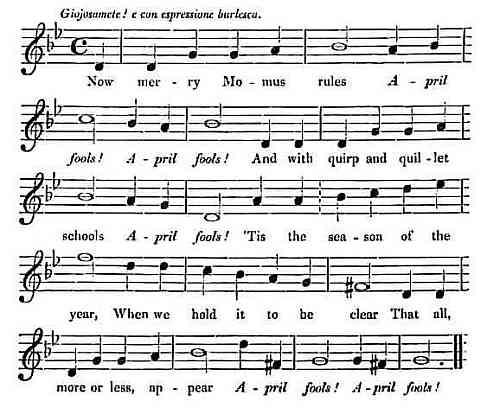 Giojosamete! e con espressione burlesca.
Now mer - ry Mo - mus rules A - pril
fools! A - pril fools! And with quirp and quil - let
schools A - pril fools! 'Tis the sea - son of the
year, When we hold it to be clear That all,
more or less, ap - pear A - pril fools! A - pril fools!